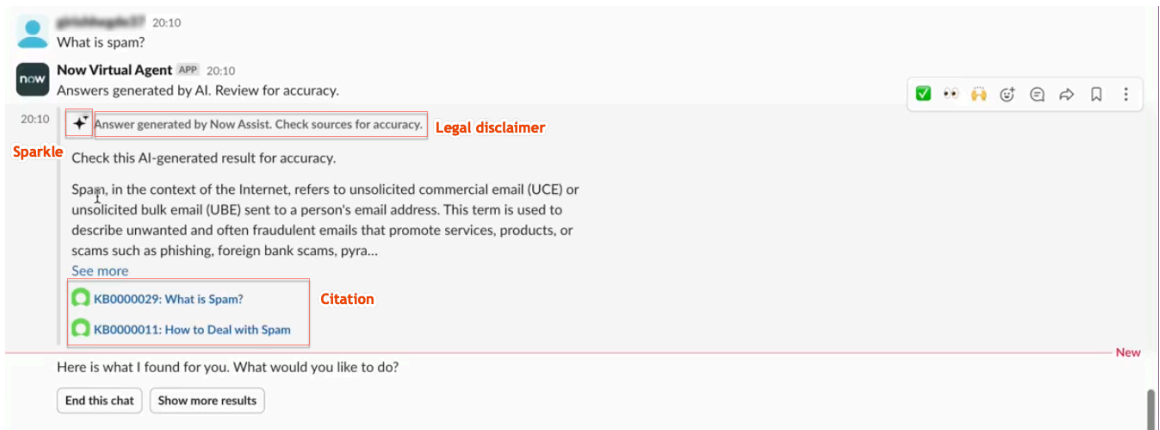 20:10
What is spam?
now
Now Virtual Agent APP 20:10
Answers generated by AI. Review for accuracy.
20:10
Answer generated by Now Assist. Check sources for accuracy.
Legal disclaimer
Sparkle
Check this AI-generated result for accuracy.
Spam, in the context of the Internet, refers to unsolicited commercial email (UCE) or
unsolicited bulk email (UBE) sent to a person's email address. This term is used to
describe unwanted and often fraudulent emails that promote services, products, or
scams such as phishing, foreign bank scams, pyra...
See more
KB0000029: What is Spam?
Citation
KB0000011: How to Deal with Spam
New
Here is what I found for you. What would you like to do?
End this chat Show more results